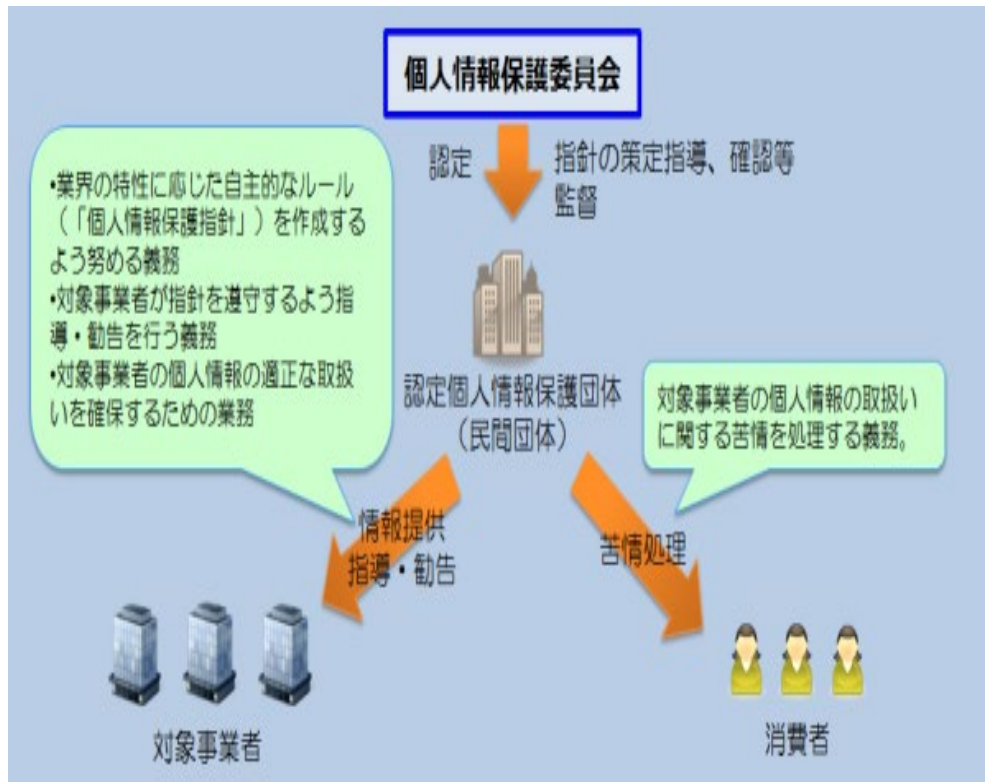 個人情報保護委員会
認定
指針の策定指導、確認等
監督
•業界の特性に応じた自主的なルール
（「個人情報保護指針」）を作成する
よう努める義務
•対象事業者が指針を遵守するよう指
導・勧告を行う義務
•対象事業者の個人情報の適正な取扱
いを確保するための業務
認定個人情報保護団体
（民間団体）
対象事業者の個人情報の取扱い
に関する苦情を処理する義務。
情報提供
指導・勧告
苦情処理
対象事業者
消費者